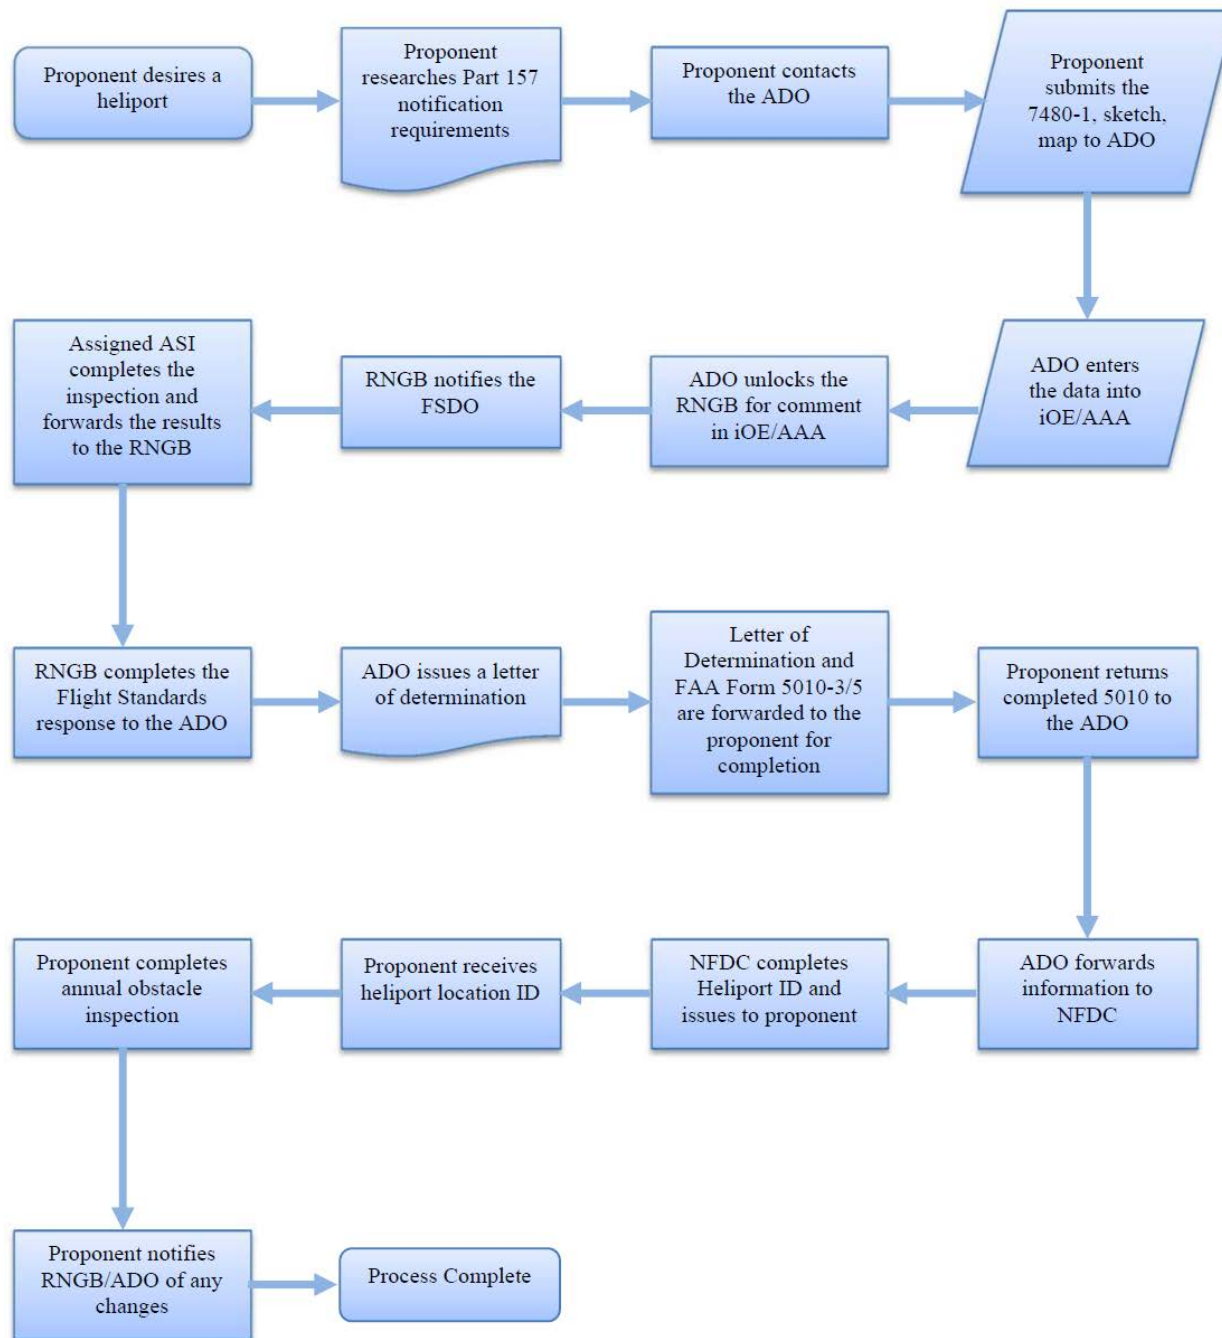 Proponent desires a
heliport
Proponent
researches Part 157
notification
requirements
Proponent contacts
the ADO
Proponent
submits the
7480-1, sketch,
map to ADO
ADO enters
the data into
iOE/AAA
ADO unlocks the
RNGB for comment
in iOE/AAA
RNGB notifies the
FSDO
Assigned ASI
completes the
inspection and
forwards the results
to the RNGB
RNGB completes the
Flight Standards
response to the ADO
ADO issues a letter
of determination
Letter of
Determination and
FAA Form 5010-3/5
are forwarded to the
proponent for
completion
Proponent returns
completed 5010 to
the ADO
ADO forwards
information to
NFDC
NFDC completes
Heliport ID and
issues to proponent
Proponent receives
heliport location ID
Proponent completes
annual obstacle
inspection
Proponent notifies
RNGB/ADO of any
changes
Process Complete